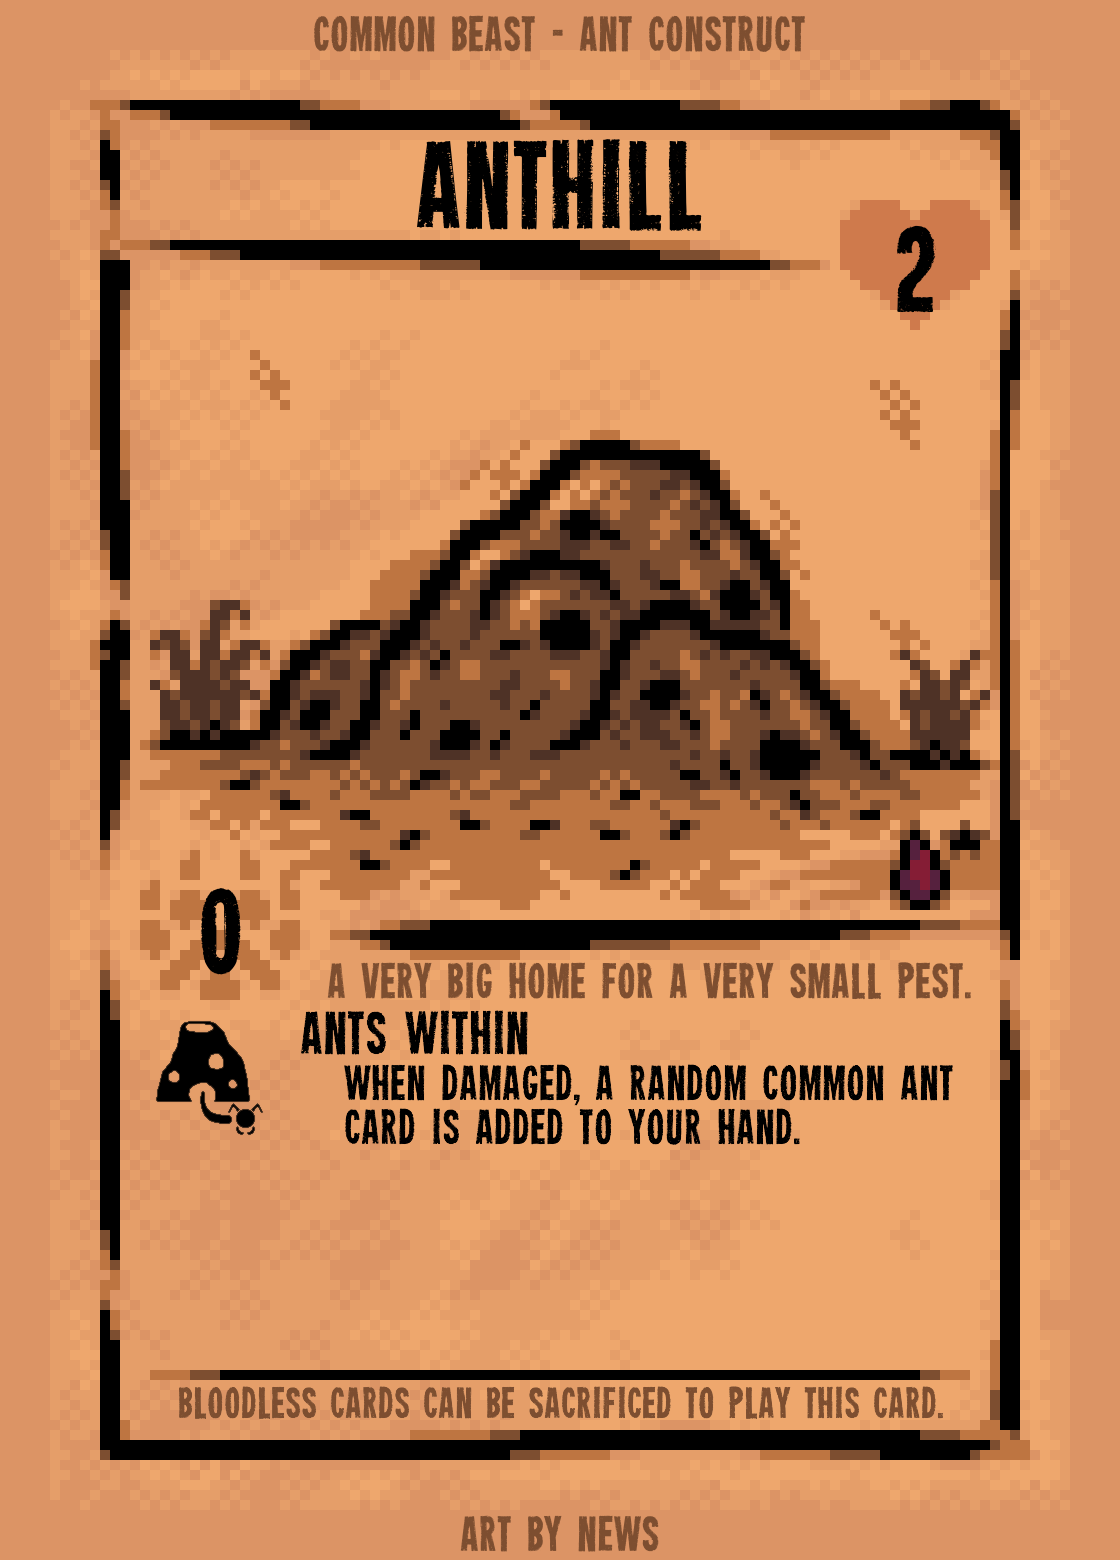 COMMON BEAST - ANT CONSTRUCT
ANTHILL
2
0
A VERY BIG HOME FOR A VERY SMALL PEST.
ANTS WITHIN
WHEN DAMAGED, A RANDOM COMMON ANT
CARD IS ADDED TO YOUR HAND.
BLOODLESS CARDS CAN BE SACRIFICED TO PLAY THIS CARD.
ART BY NEWS